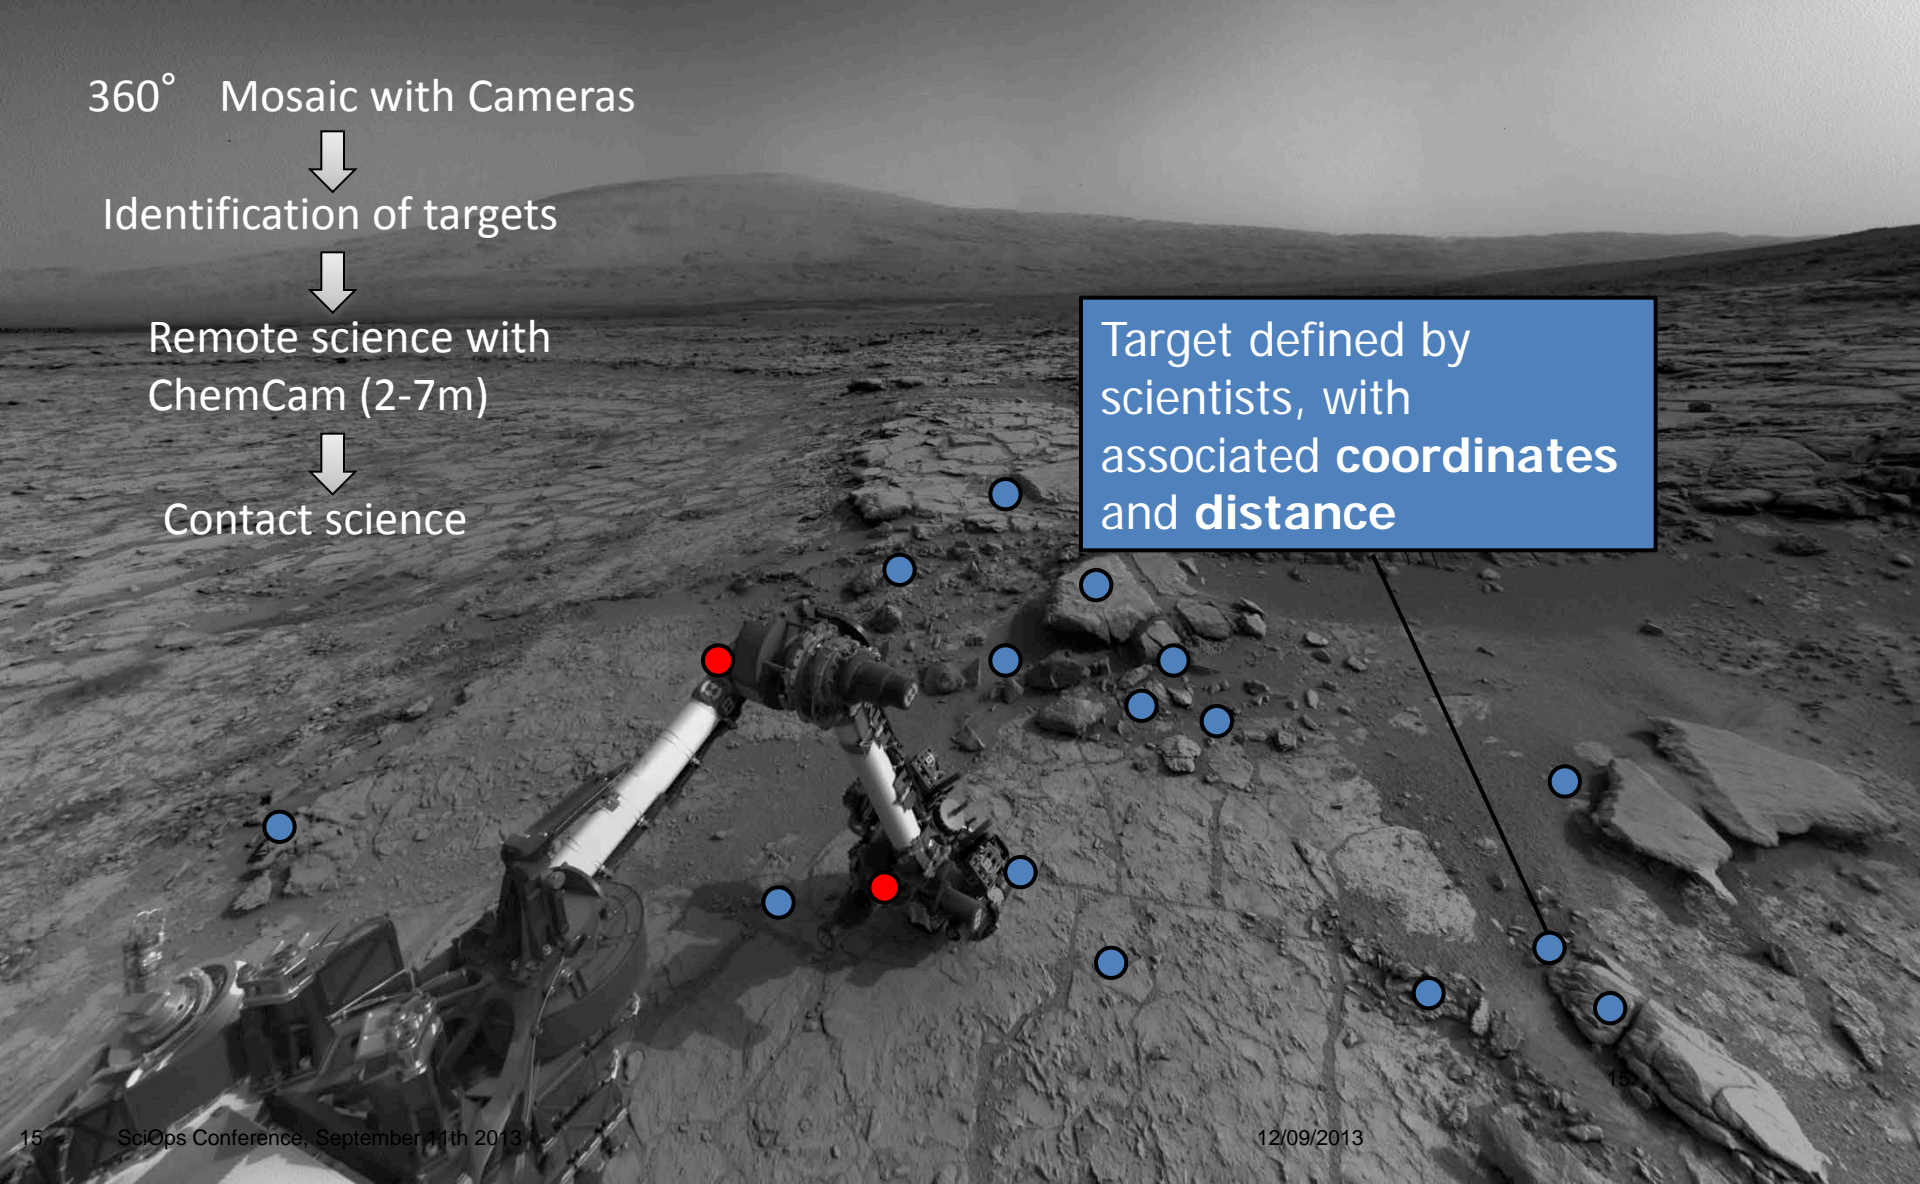 360° Mosaic with Cameras
Identification of targets
Remote science with
ChemCam (2-7m)
Contact science
Target defined by
scientists, with
associated coordinates
and distance
15
15 SciOps Conference, September 11th 2013 12/09/2013